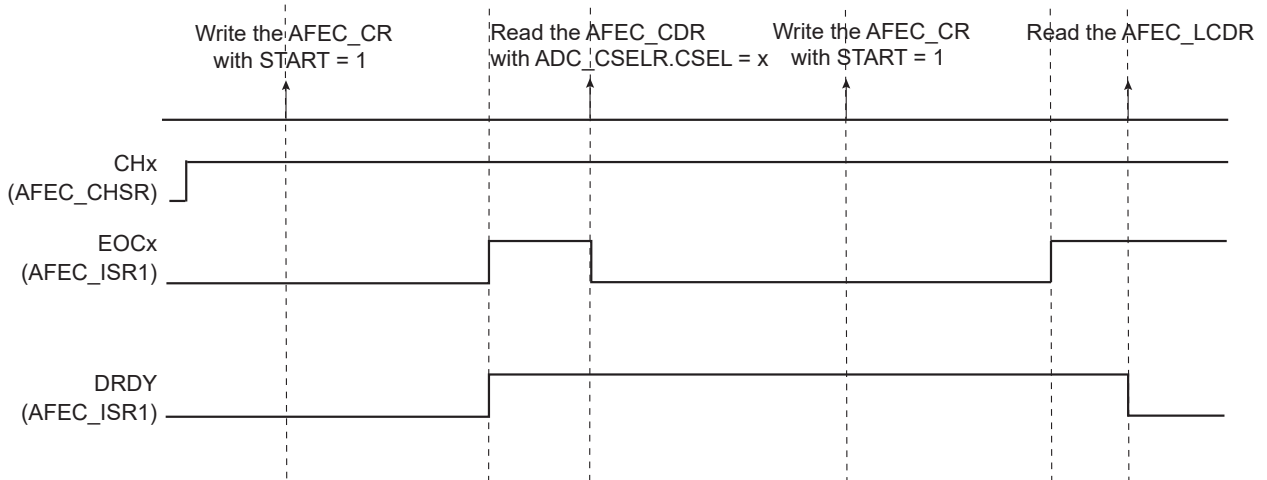 Write the AFEC_CR
with START = 1
Read the AFEC_CDR
with ADC_CSELR.CSEL = x
Write the AFEC_CR
with START = 1
Read the AFEC_LCDR
CHx
(AFEC_CHSR)
EOCx
(AFEC_ISR1)
DRDY
(AFEC_ISR1)